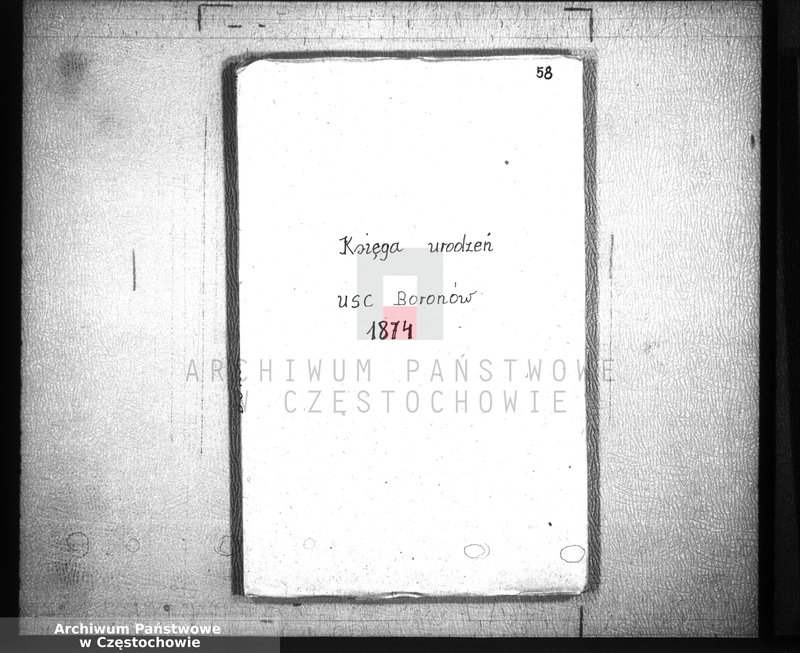 58
Księga urodzeń
USC Boronów
1874
ARCHIWUM PAŃSTWOWE
W CZĘSTOCHOWIE
Archiwum Państwowe
w Częstochowie